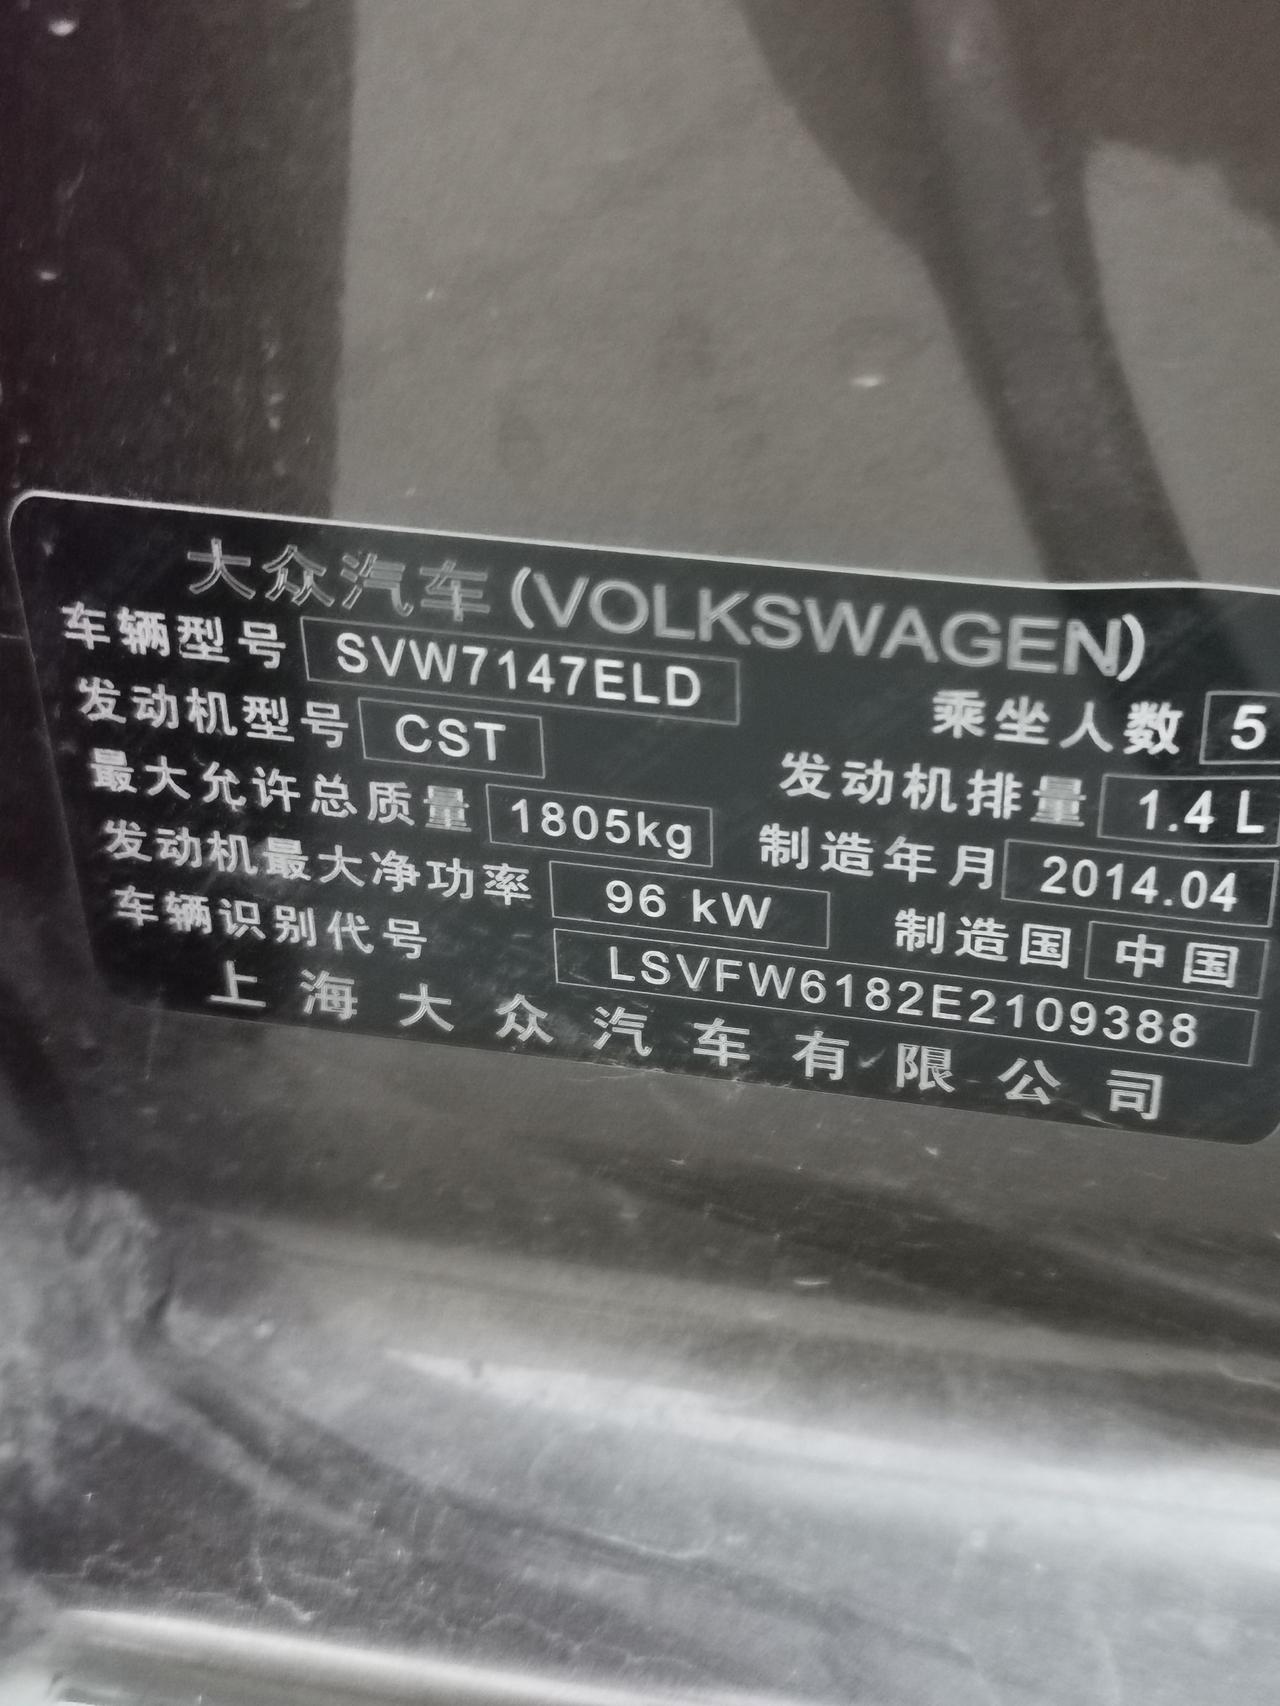 大众汽车(VOLKSWAGEN)
车辆型号 SVW7147ELD 乘坐人数 5
发动机型号 CST 发动机排量 1.4 L
最大允许总质量 1805kg 制造年月 2014.04
发动机最大净功率 96 kW 制造国 中国
车辆识别代号 LSVFW6182E2109388
上海大众汽车有限公司